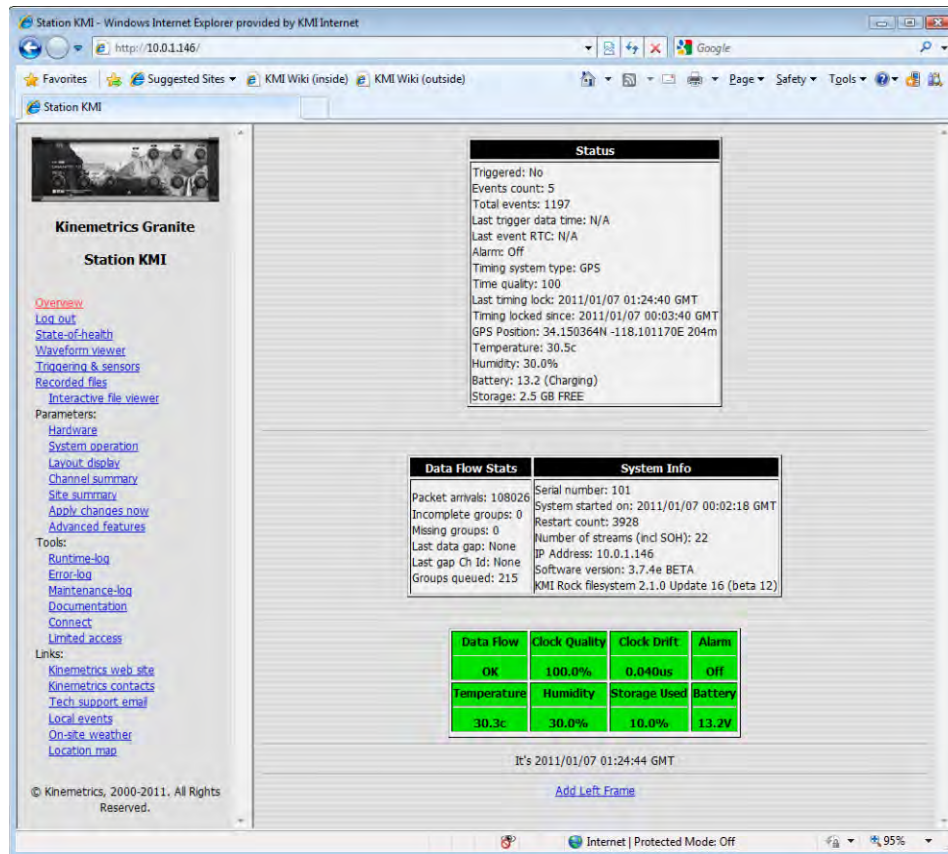 Station KMI - Windows Internet Explorer provided by KMI Internet
http://10.0.1.146/
Google
Favorites
Suggested Sites
KMI Wiki (inside)
KMI Wiki (outside)
Page
Safety
Tools
Station KMI
Kinemetrics Granite
Station KMI
Overview
Log out
State-of-health
Waveform viewer
Triggering & sensors
Recorded files
Interactive file viewer
Parameters:
Hardware
System operation
Layout display
Channel summary
Site summary
Apply changes now
Advanced features
Tools:
Runtime-log
Error-log
Maintenance-log
Documentation
Connect
Limited access
Links:
Kinemetrics web site
Kinemetrics contacts
Tech support email
Local events
On-site weather
Location map
© Kinemetrics, 2000-2011. All Rights
Reserved.
Status
Triggered: No
Events count: 5
Total events: 1197
Last trigger data time: N/A
Last event RTC: N/A
Alarm: Off
Timing system type: GPS
Time quality: 100
Last timing lock: 2011/01/07 01:24:40 GMT
Timing locked since: 2011/01/07 00:03:40 GMT
GPS Position: 34.150364N -118.101170E 204m
Temperature: 30.5c
Humidity: 30.0%
Battery: 13.2 (Charging)
Storage: 2.5 GB FREE
Data Flow Stats
Packet arrivals: 108026
Incomplete groups: 0
Missing groups: 0
Last data gap: None
Last gap Ch Id: None
Groups queued: 215
System Info
Serial number: 101
System started on: 2011/01/07 00:02:18 GMT
Restart count: 3928
Number of streams (incl SOH): 22
IP Address: 10.0.1.146
Software version: 3.7.4e BETA
KMI Rock filesystem 2.1.0 Update 16 (beta 12)
Data Flow Clock Quality Clock Drift Alarm
OK 100.0% 0.040us Off
Temperature Humidity Storage Used Battery
30.3c 30.0% 10.0% 13.2V
It's 2011/01/07 01:24:44 GMT
Add Left Frame
Internet | Protected Mode: Off
95%